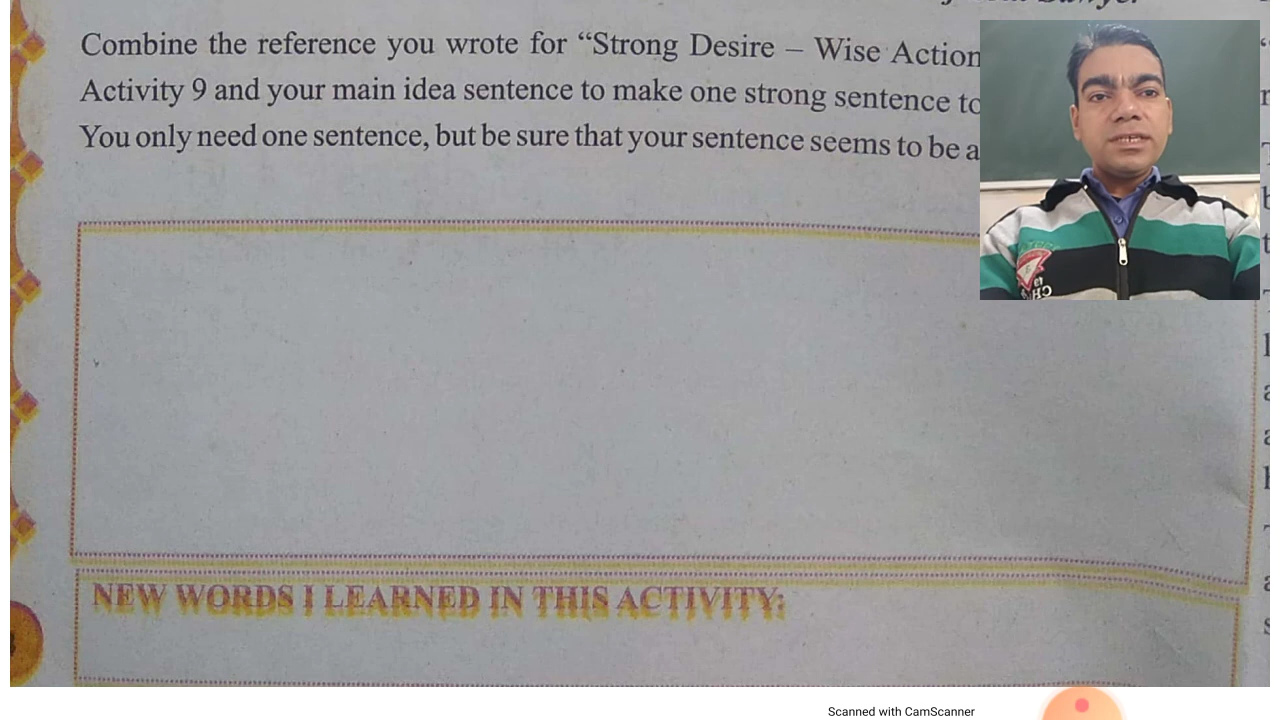 Combine the reference you wrote for “Strong Desire – Wise Action
Activity 9 and your main idea sentence to make one strong sentence to
You only need one sentence, but be sure that your sentence seems to be a
NEW WORDS I LEARNED IN THIS ACTIVITY:
Scanned with CamScanner